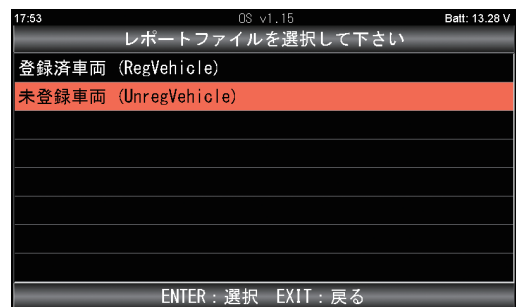 17:53 OS v1.15 Batt: 13.28 V
レポートファイルを選択して下さい
登録済車両 (RegVehicle)
未登録車両 (UnregVehicle)
ENTER：選択 EXIT：戻る